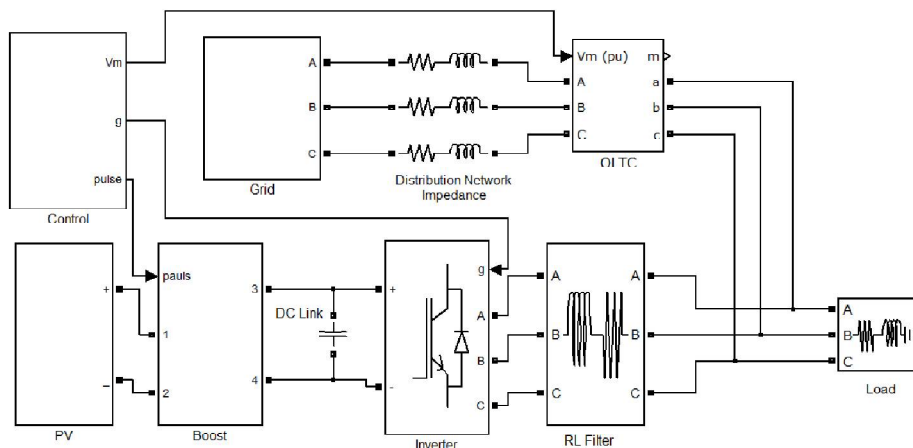 Vm
g
pulse
Control
A
B
C
Grid
Distribution Network
Impedance
Vm (pu)
m
A
a
B
b
C
c
OLTC
+
−
PV
pauls
1
2
3
4
Boost
DC Link
+
-
g
A
B
C
Inverter
A
B
C
A
B
C
RL Filter
A
B
C
Load